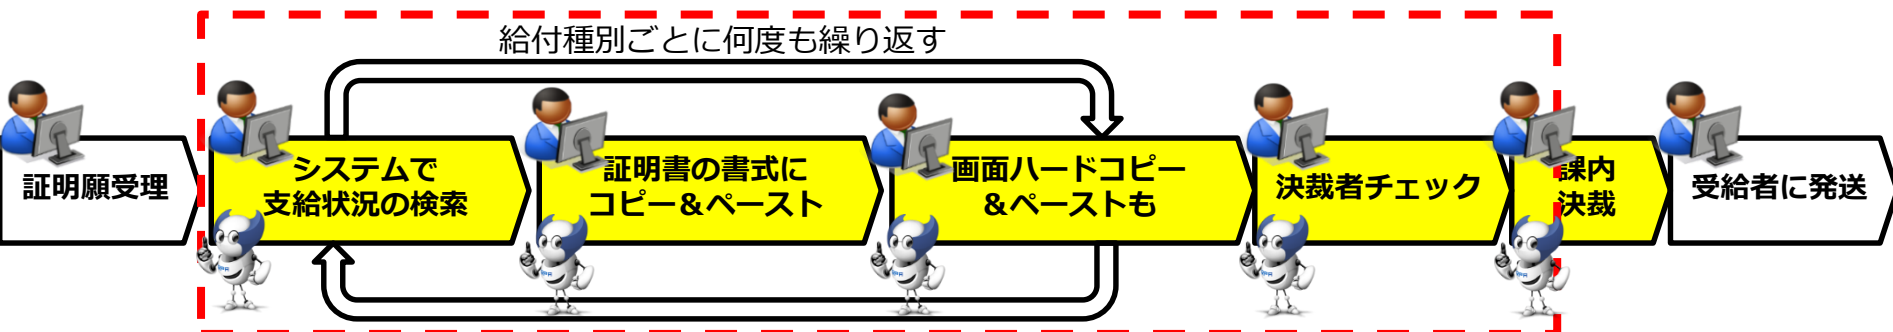 給付種別ごとに何度も繰り返す
証明願受理
システムで
支給状況の検索
証明書の書式に
コピー＆ペースト
画面ハードコピー
＆ペーストも
決裁者チェック
課内
決裁
受給者に発送